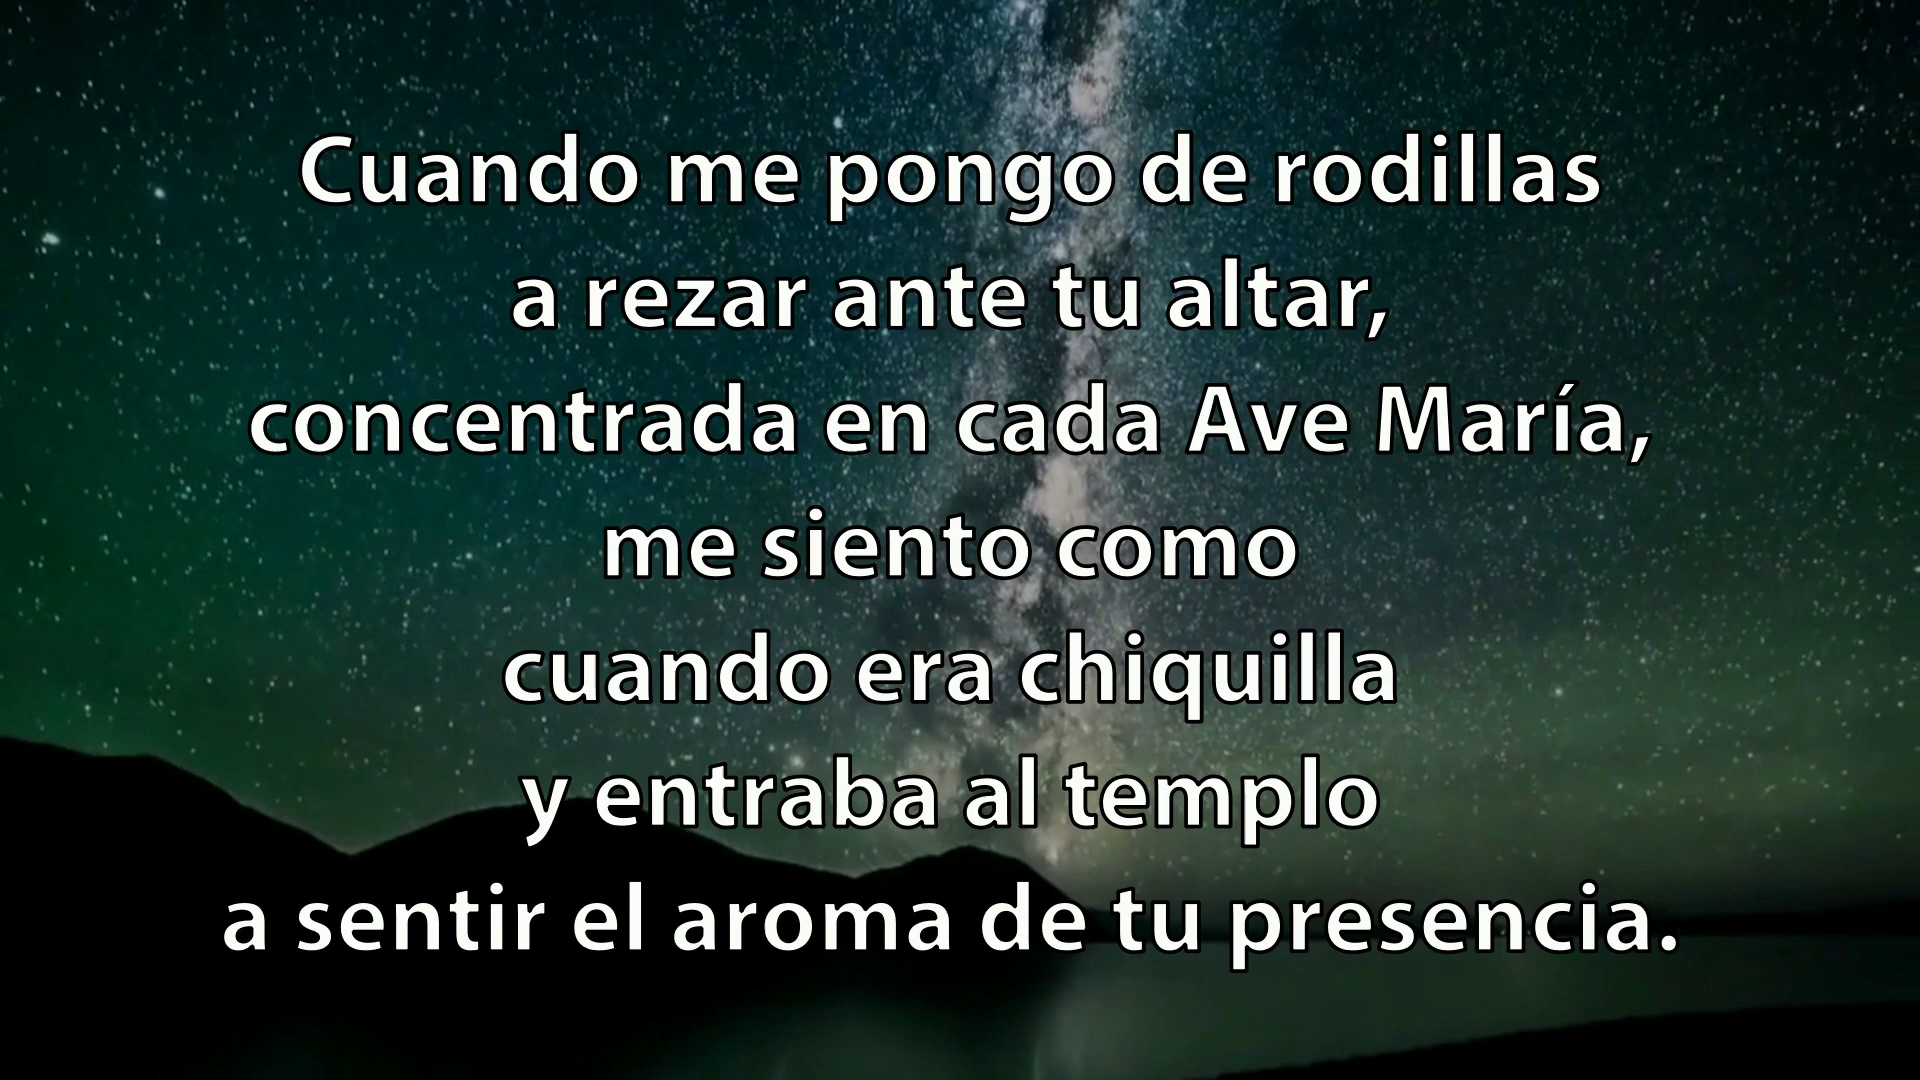 Cuando me pongo de rodillas
a rezar ante tu altar,
concentrada en cada Ave María,
me siento como
cuando era chiquilla
y entraba al templo
a sentir el aroma de tu presencia.